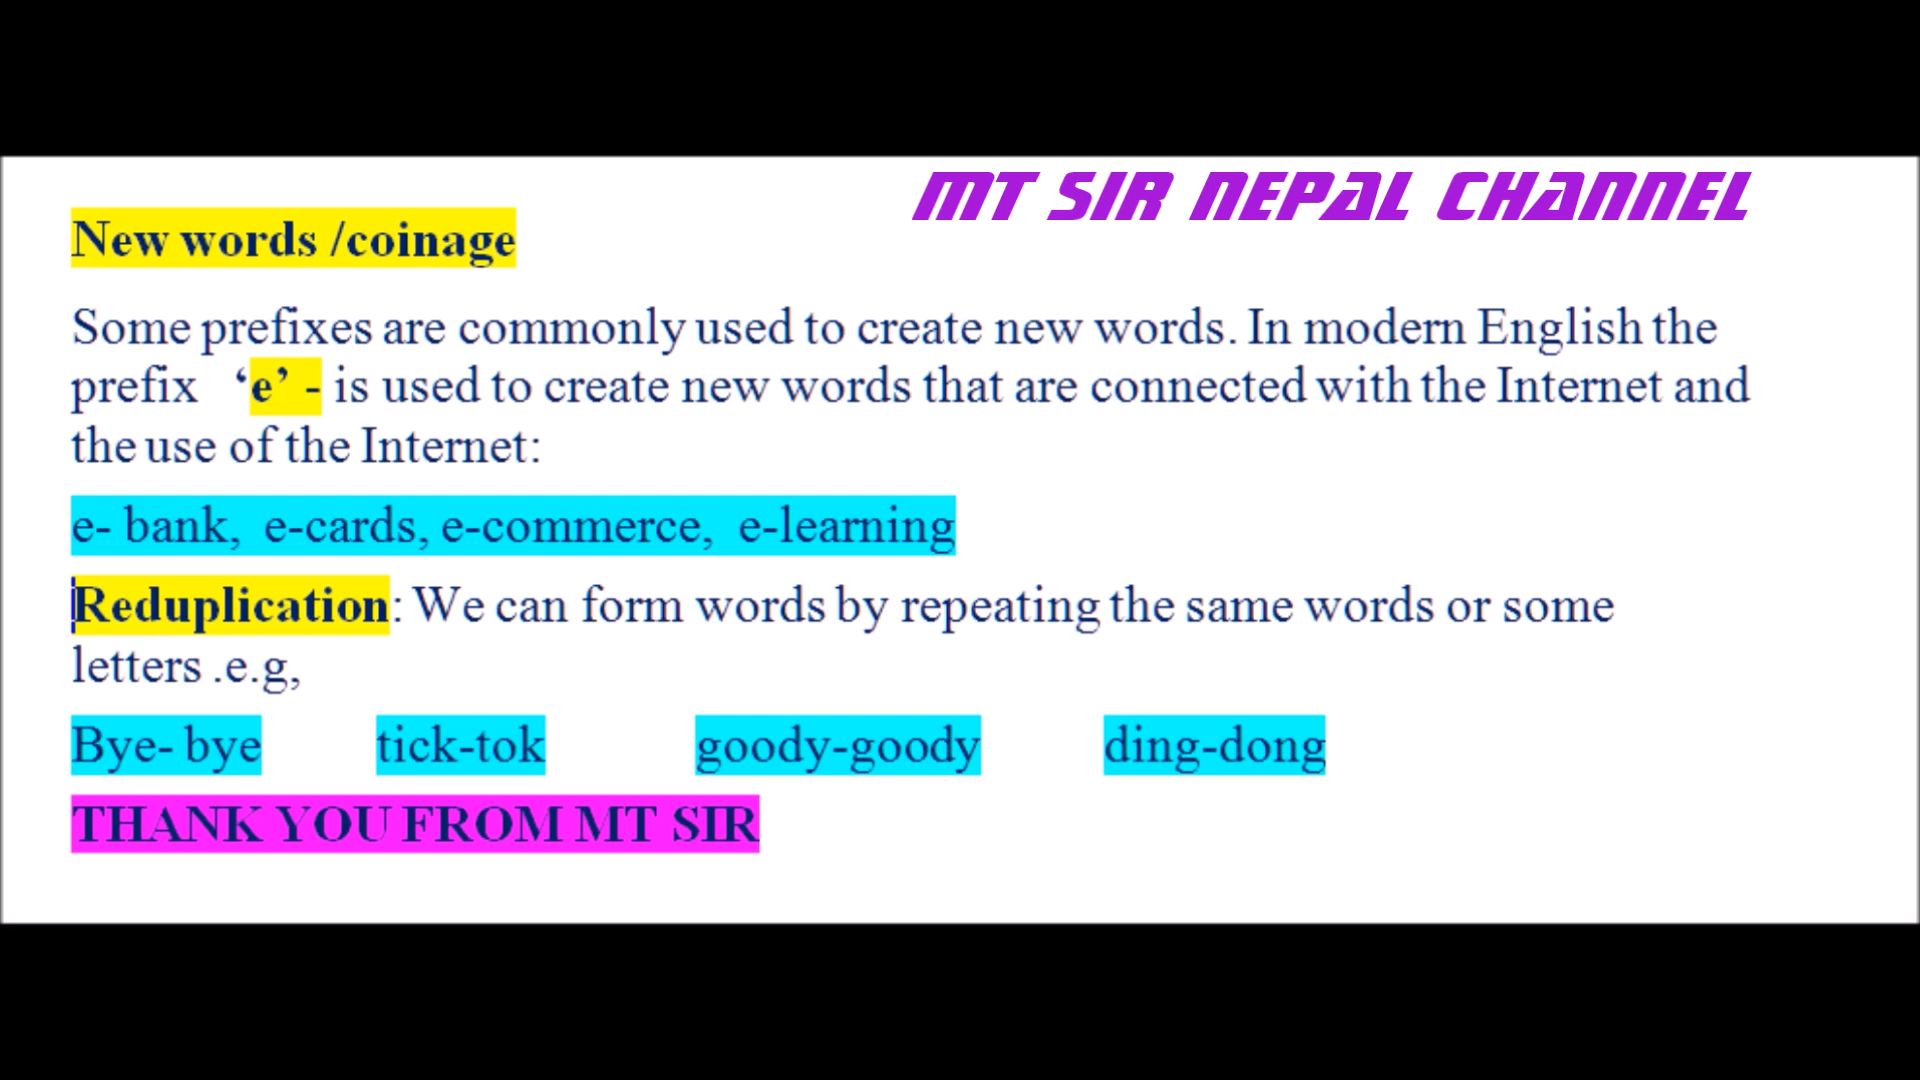 MT SIR NEPAL CHANNEL
New words /coinage
Some prefixes are commonly used to create new words. In modern English the
prefix ‘e’ - is used to create new words that are connected with the Internet and
the use of the Internet:
e- bank, e-cards, e-commerce, e-learning
Reduplication: We can form words by repeating the same words or some
letters .e.g,
Bye- bye tick-tok goody-goody ding-dong
THANK YOU FROM MT SIR